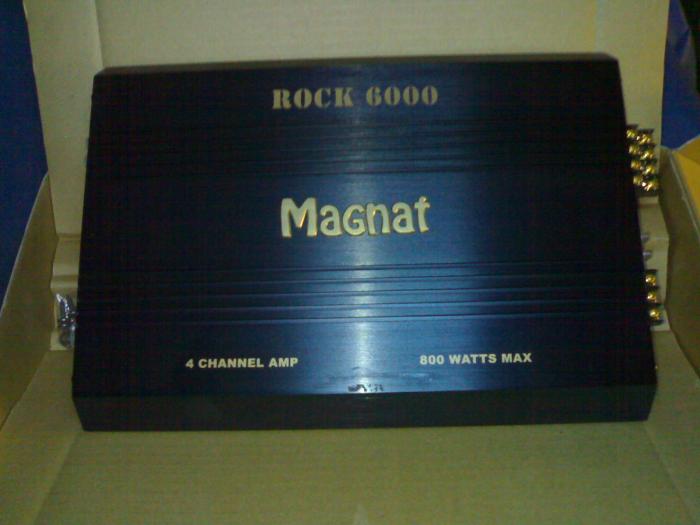 ROCK 6000
Magnat
4 CHANNEL AMP
800 WATTS MAX